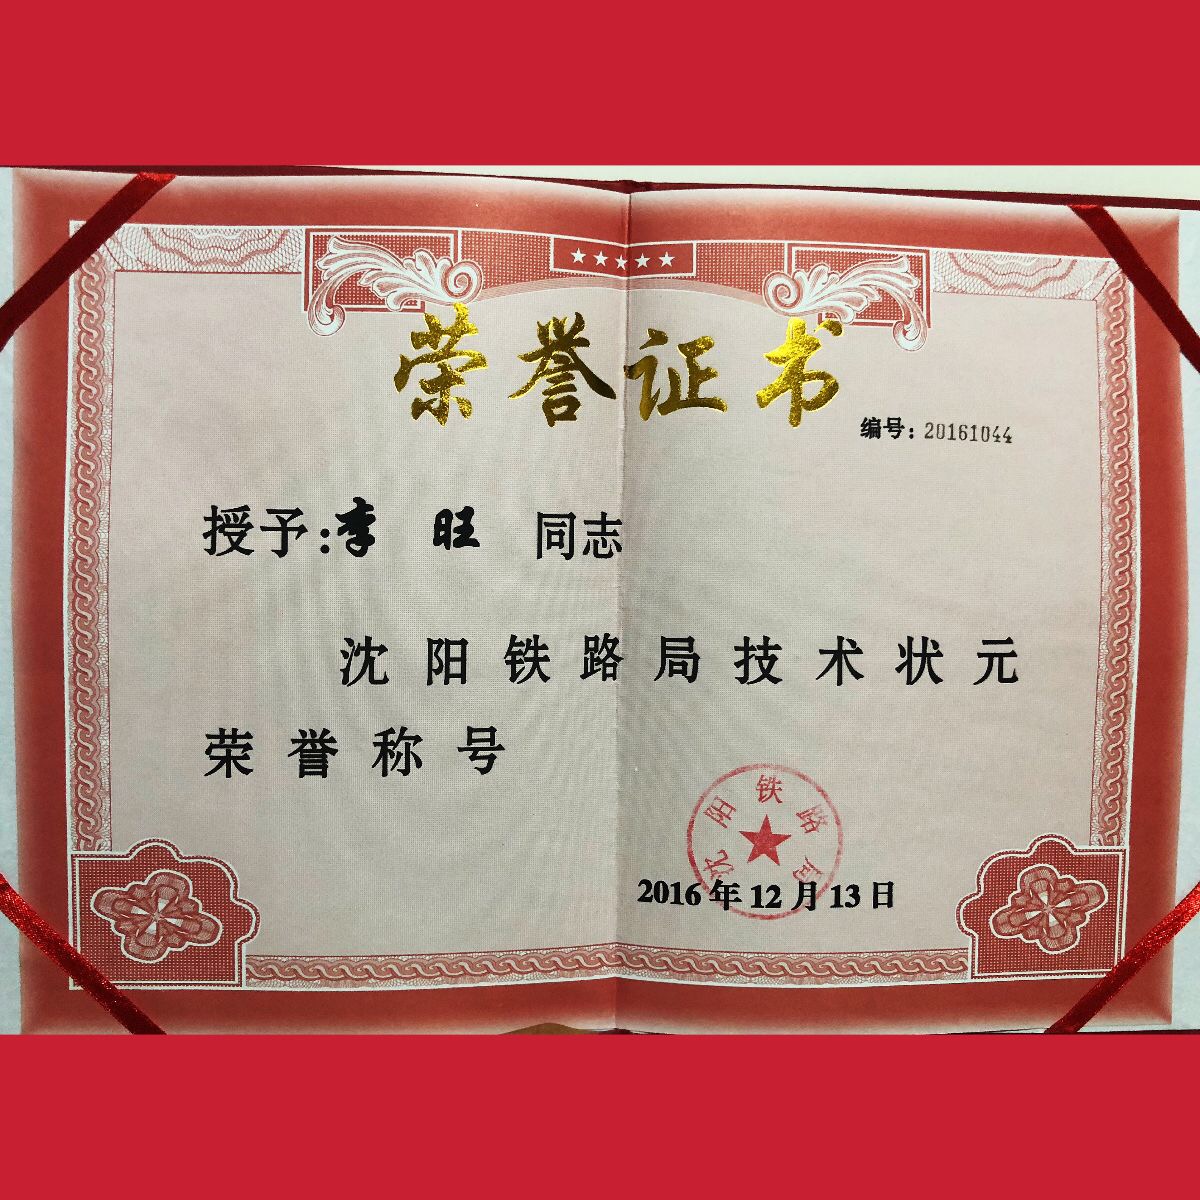 荣誉证书
编号：20161044
授予:李 旺 同志
沈阳铁路局技术状元
荣誉称号
沈阳铁路局
2016年12月13日